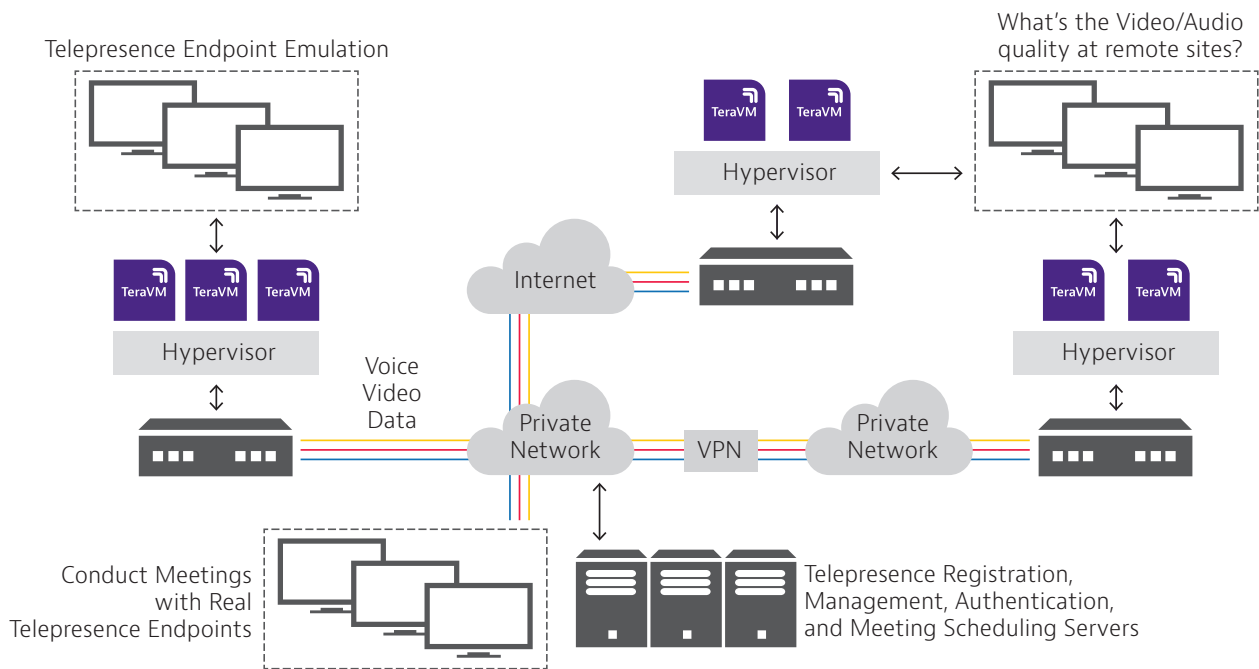 Telepresence Endpoint Emulation
What’s the Video/Audio
quality at remote sites?
TeraVM
TeraVM
Hypervisor
Internet
TeraVM
TeraVM
TeraVM
Hypervisor
TeraVM
TeraVM
Hypervisor
Voice
Video
Data
Private
Network
VPN
Private
Network
Conduct Meetings
with Real
Telepresence Endpoints
Telepresence Registration,
Management, Authentication,
and Meeting Scheduling Servers